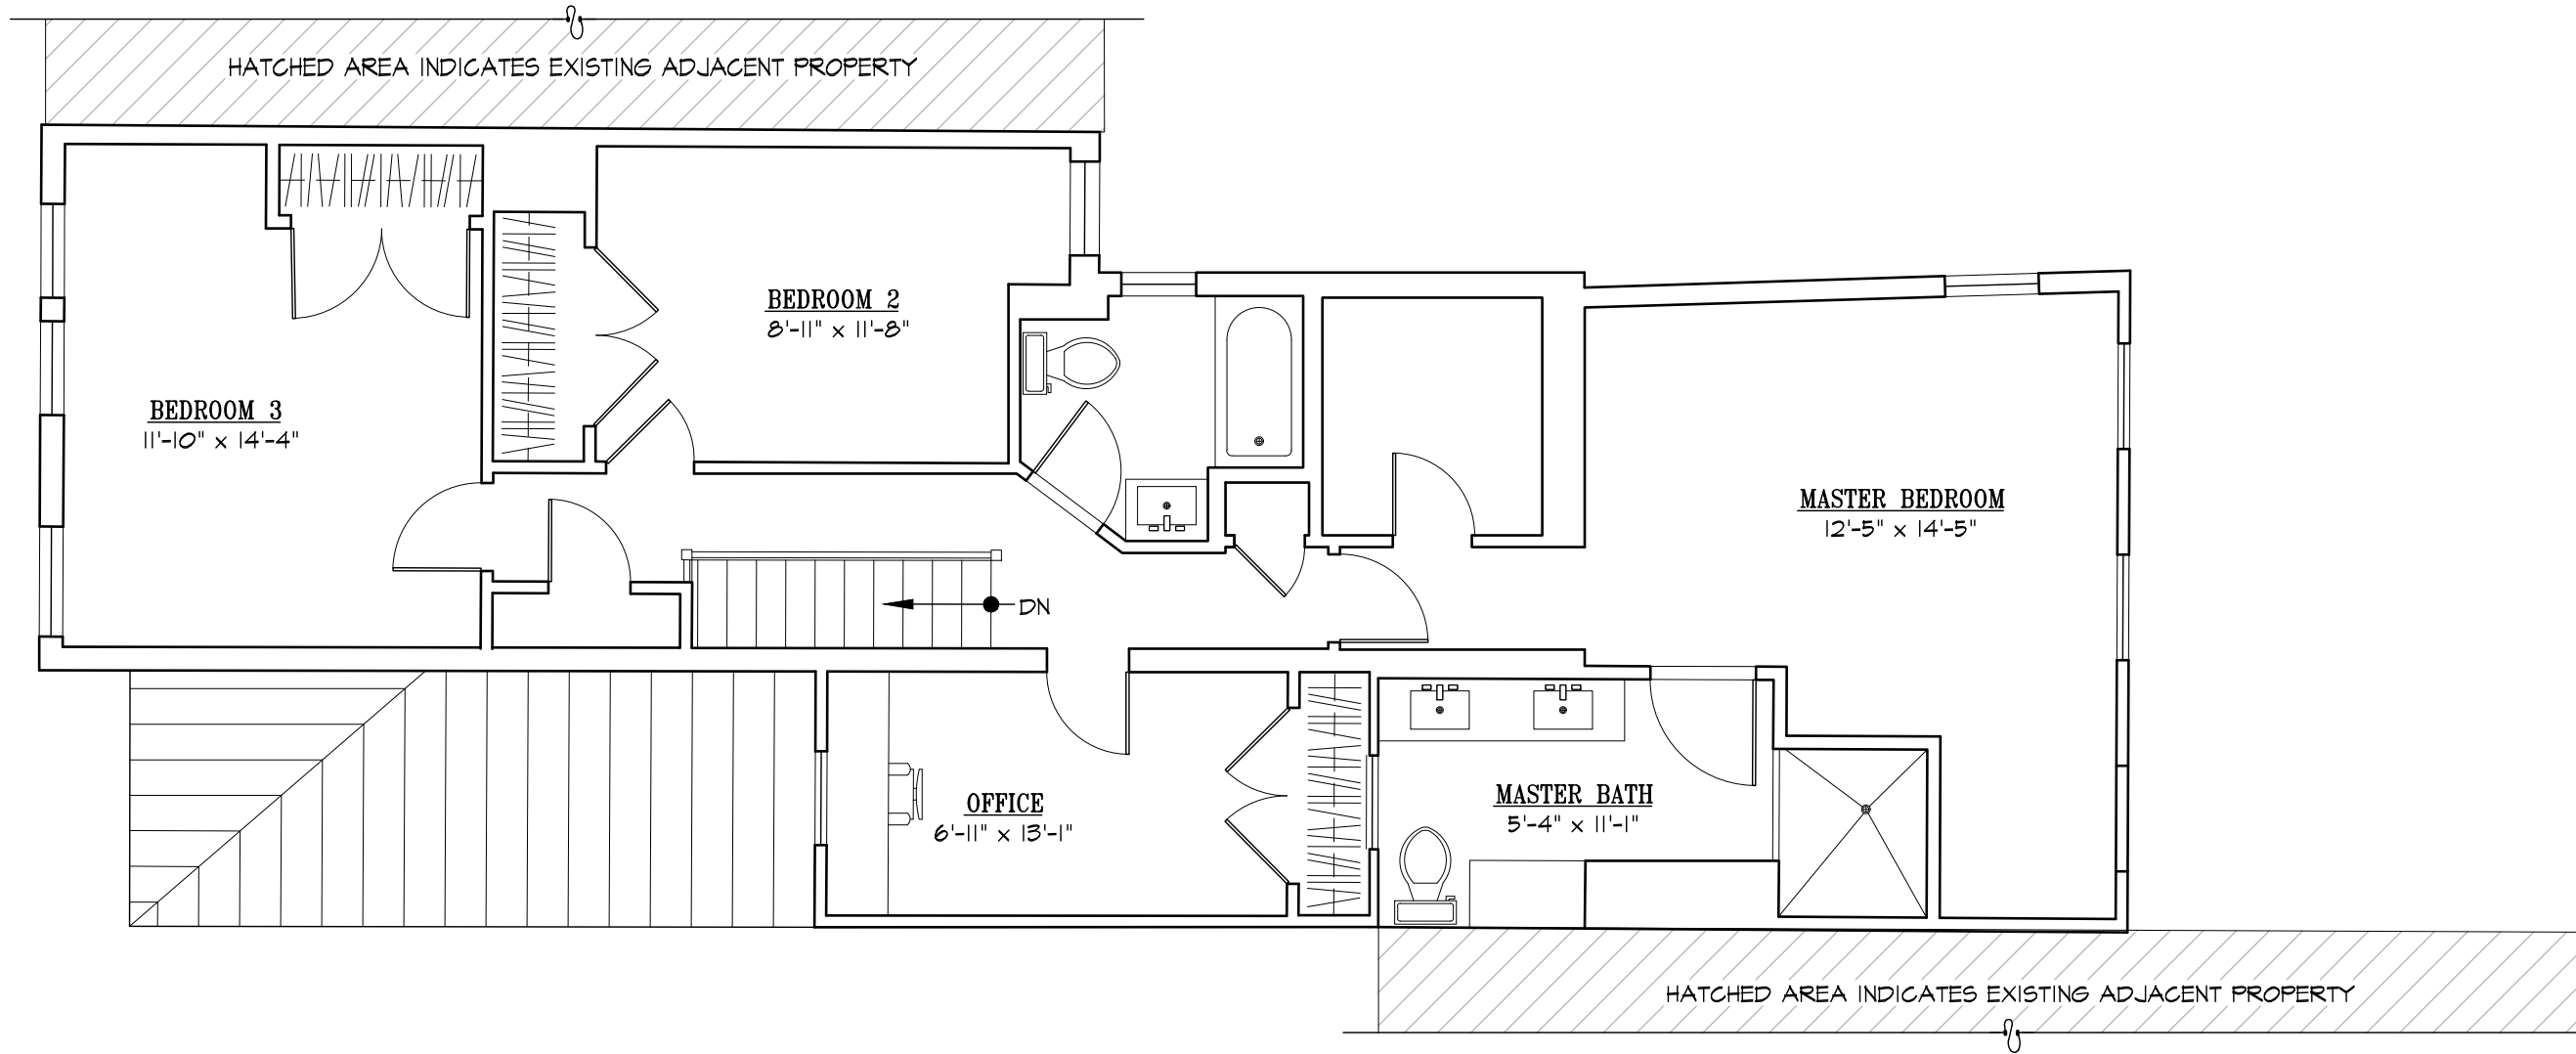 HATCHED AREA INDICATES EXISTING ADJACENT PROPERTY
BEDROOM 2
8'-11" x 11'-8"
BEDROOM 3
11'-10" x 14'-4"
MASTER BEDROOM
12'-5" x 14'-5"
DN
OFFICE
6'-11" x 13'-1"
MASTER BATH
5'-4" x 11'-1"
HATCHED AREA INDICATES EXISTING ADJACENT PROPERTY